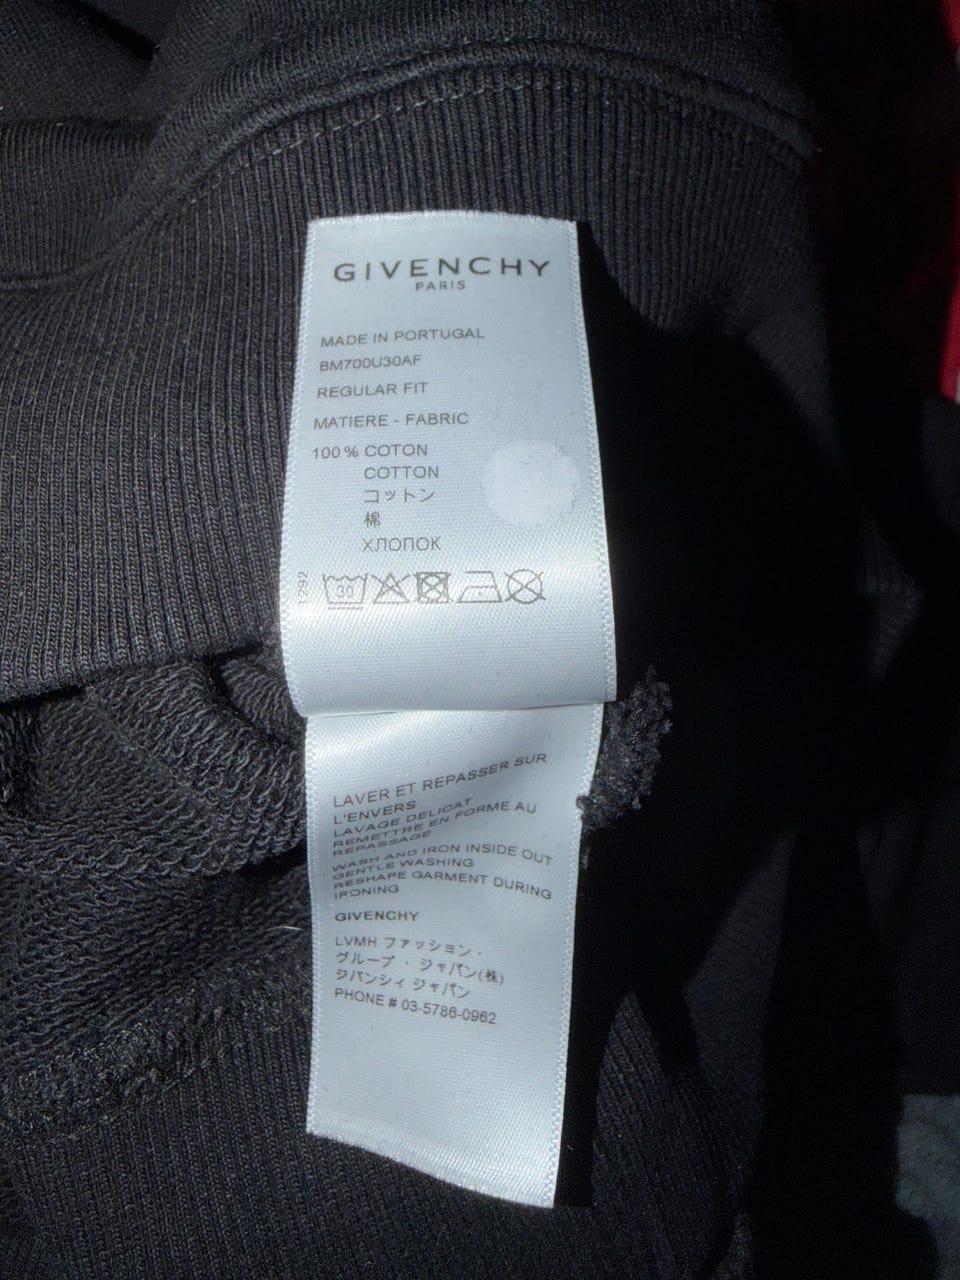 GIVENCHY
PARIS
MADE IN PORTUGAL
BM700U30AF
REGULAR FIT
MATIERE - FABRIC
100 % COTON
COTTON
コットン
棉
ХЛОПОК
1292
30
LAVER ET REPASSER SUR
L'ENVERS
LAVAGE DELICAT
REMETTRE EN FORME AU
REPASSAGE
WASH AND IRON INSIDE OUT
GENTLE WASHING
RESHAPE GARMENT DURING
IRONING
GIVENCHY
LVMH ファッション・
グループ・ジャパン(株)
ジバンシィ ジャパン
PHONE # 03-5786-0962